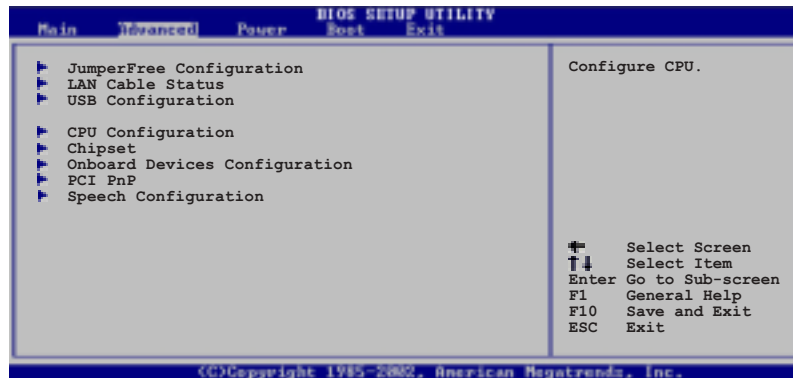 BIOS SETUP UTILITY
Main Advanced Power Boot Exit
JumperFree Configuration
LAN Cable Status
USB Configuration
CPU Configuration
Chipset
Onboard Devices Configuration
PCI PnP
Speech Configuration
Configure CPU.
Select Screen
↑↓ Select Item
Enter Go to Sub-screen
F1 General Help
F10 Save and Exit
ESC Exit
(C)Copyright 1985-2002, American Megatrends, Inc.